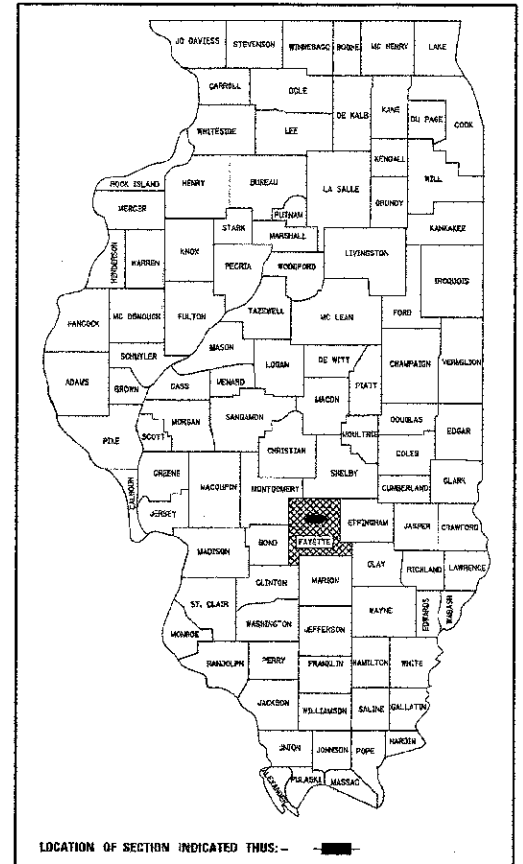 JO DAVIESS STEVENSON WINNEBAGO BOONE MC HENRY LAKE
CARROLL OGLE DE KALB KANE DU PAGE COOK
WHITESIDE LEE KENDALL WILL
ROCK ISLAND HENRY BUREAU LA SALLE GRUNDY
MERCER PUTNAM KANKAKEE
HENDERSON WARREN KNOX STARK MARSHALL LIVINGSTON
PEORIA WOODFORD IROQUOIS
HANCOCK MC DONOUGH FULTON TAZEWELL MC LEAN FORD
SCHUYLER MASON LOGAN DE WITT CHAMPAIGN VERMILION
ADAMS BROWN CASS MENARD MACON PIATT
PIKE SCOTT MORGAN SANGAMON MOULTRIE DOUGLAS EDGAR
CHRISTIAN COLES
CALHOUN GREENE MACOUPIN MONTGOMERY SHELBY CUMBERLAND CLARK
JERSEY BOND FAYETTE EFFINGHAM JASPER CRAWFORD
MADISON CLAY RICHLAND LAWRENCE
CLINTON MARION
ST. CLAIR WASHINGTON JEFFERSON WAYNE EDWARDS WABASH
MONROE
RANDOLPH PERRY FRANKLIN HAMILTON WHITE
JACKSON WILLIAMSON SALINE GALLATIN
UNION JOHNSON POPE HARDIN
ALEXANDER PULASKI MASSAC
LOCATION OF SECTION INDICATED THUS:-